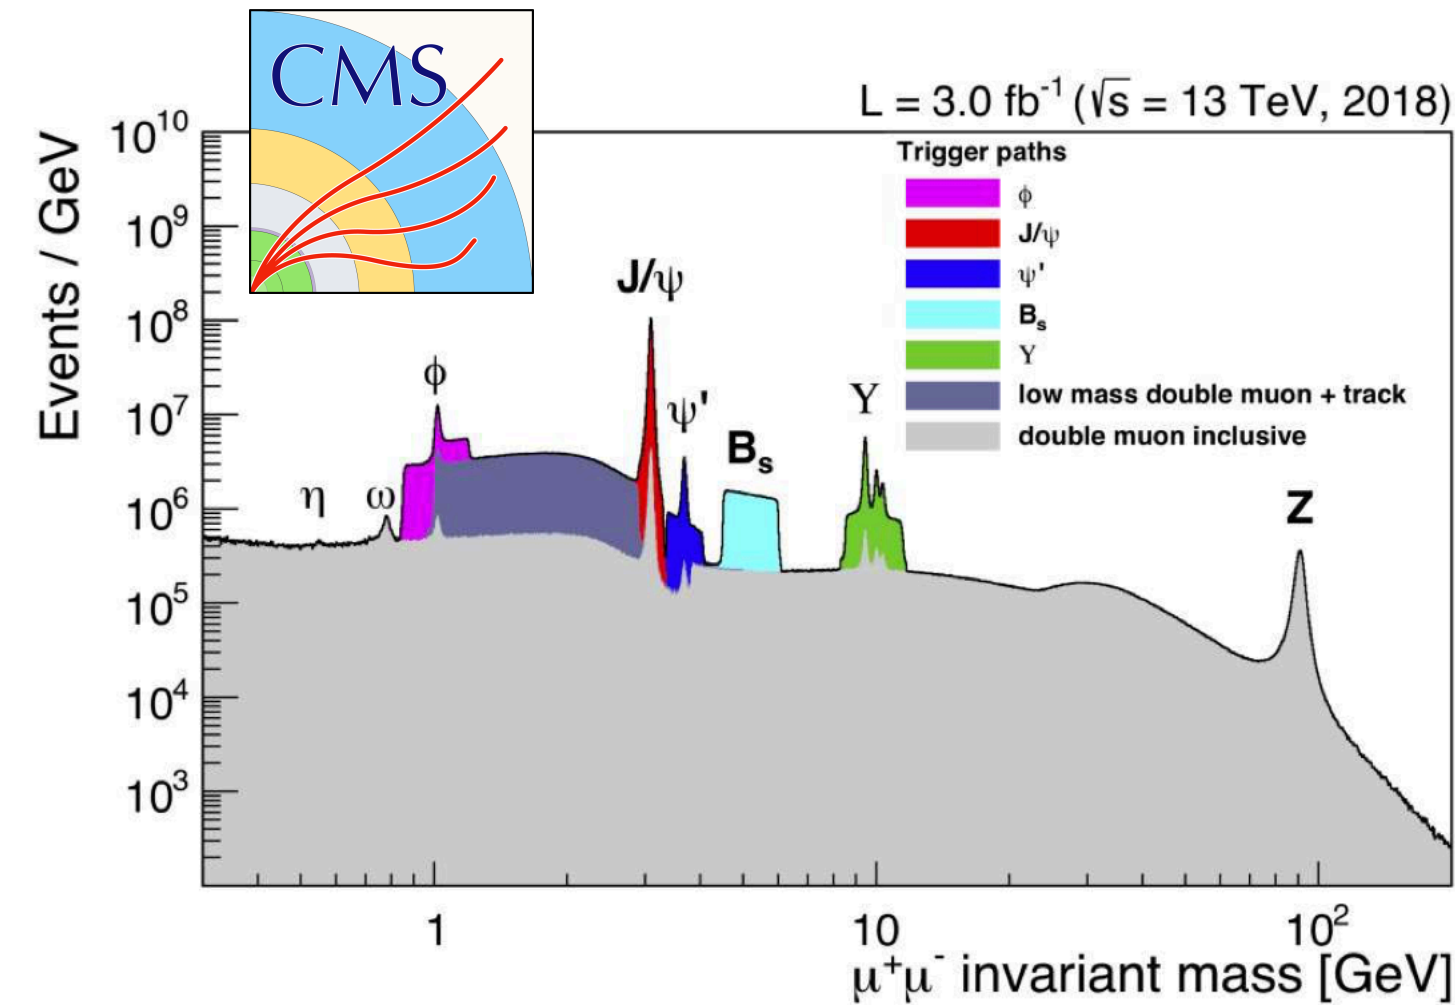 CMS
L = 3.0 fb⁻¹ (√s = 13 TeV, 2018)
Events / GeV
10¹⁰
10⁹
10⁸
10⁷
10⁶
10⁵
10⁴
10³
Trigger paths
ϕ
J/ψ
ψ'
Bₛ
Υ
low mass double muon + track
double muon inclusive
η
ω
ϕ
J/ψ
ψ'
Bₛ
Υ
Z
1
10
10²
μ⁺μ⁻ invariant mass [GeV]